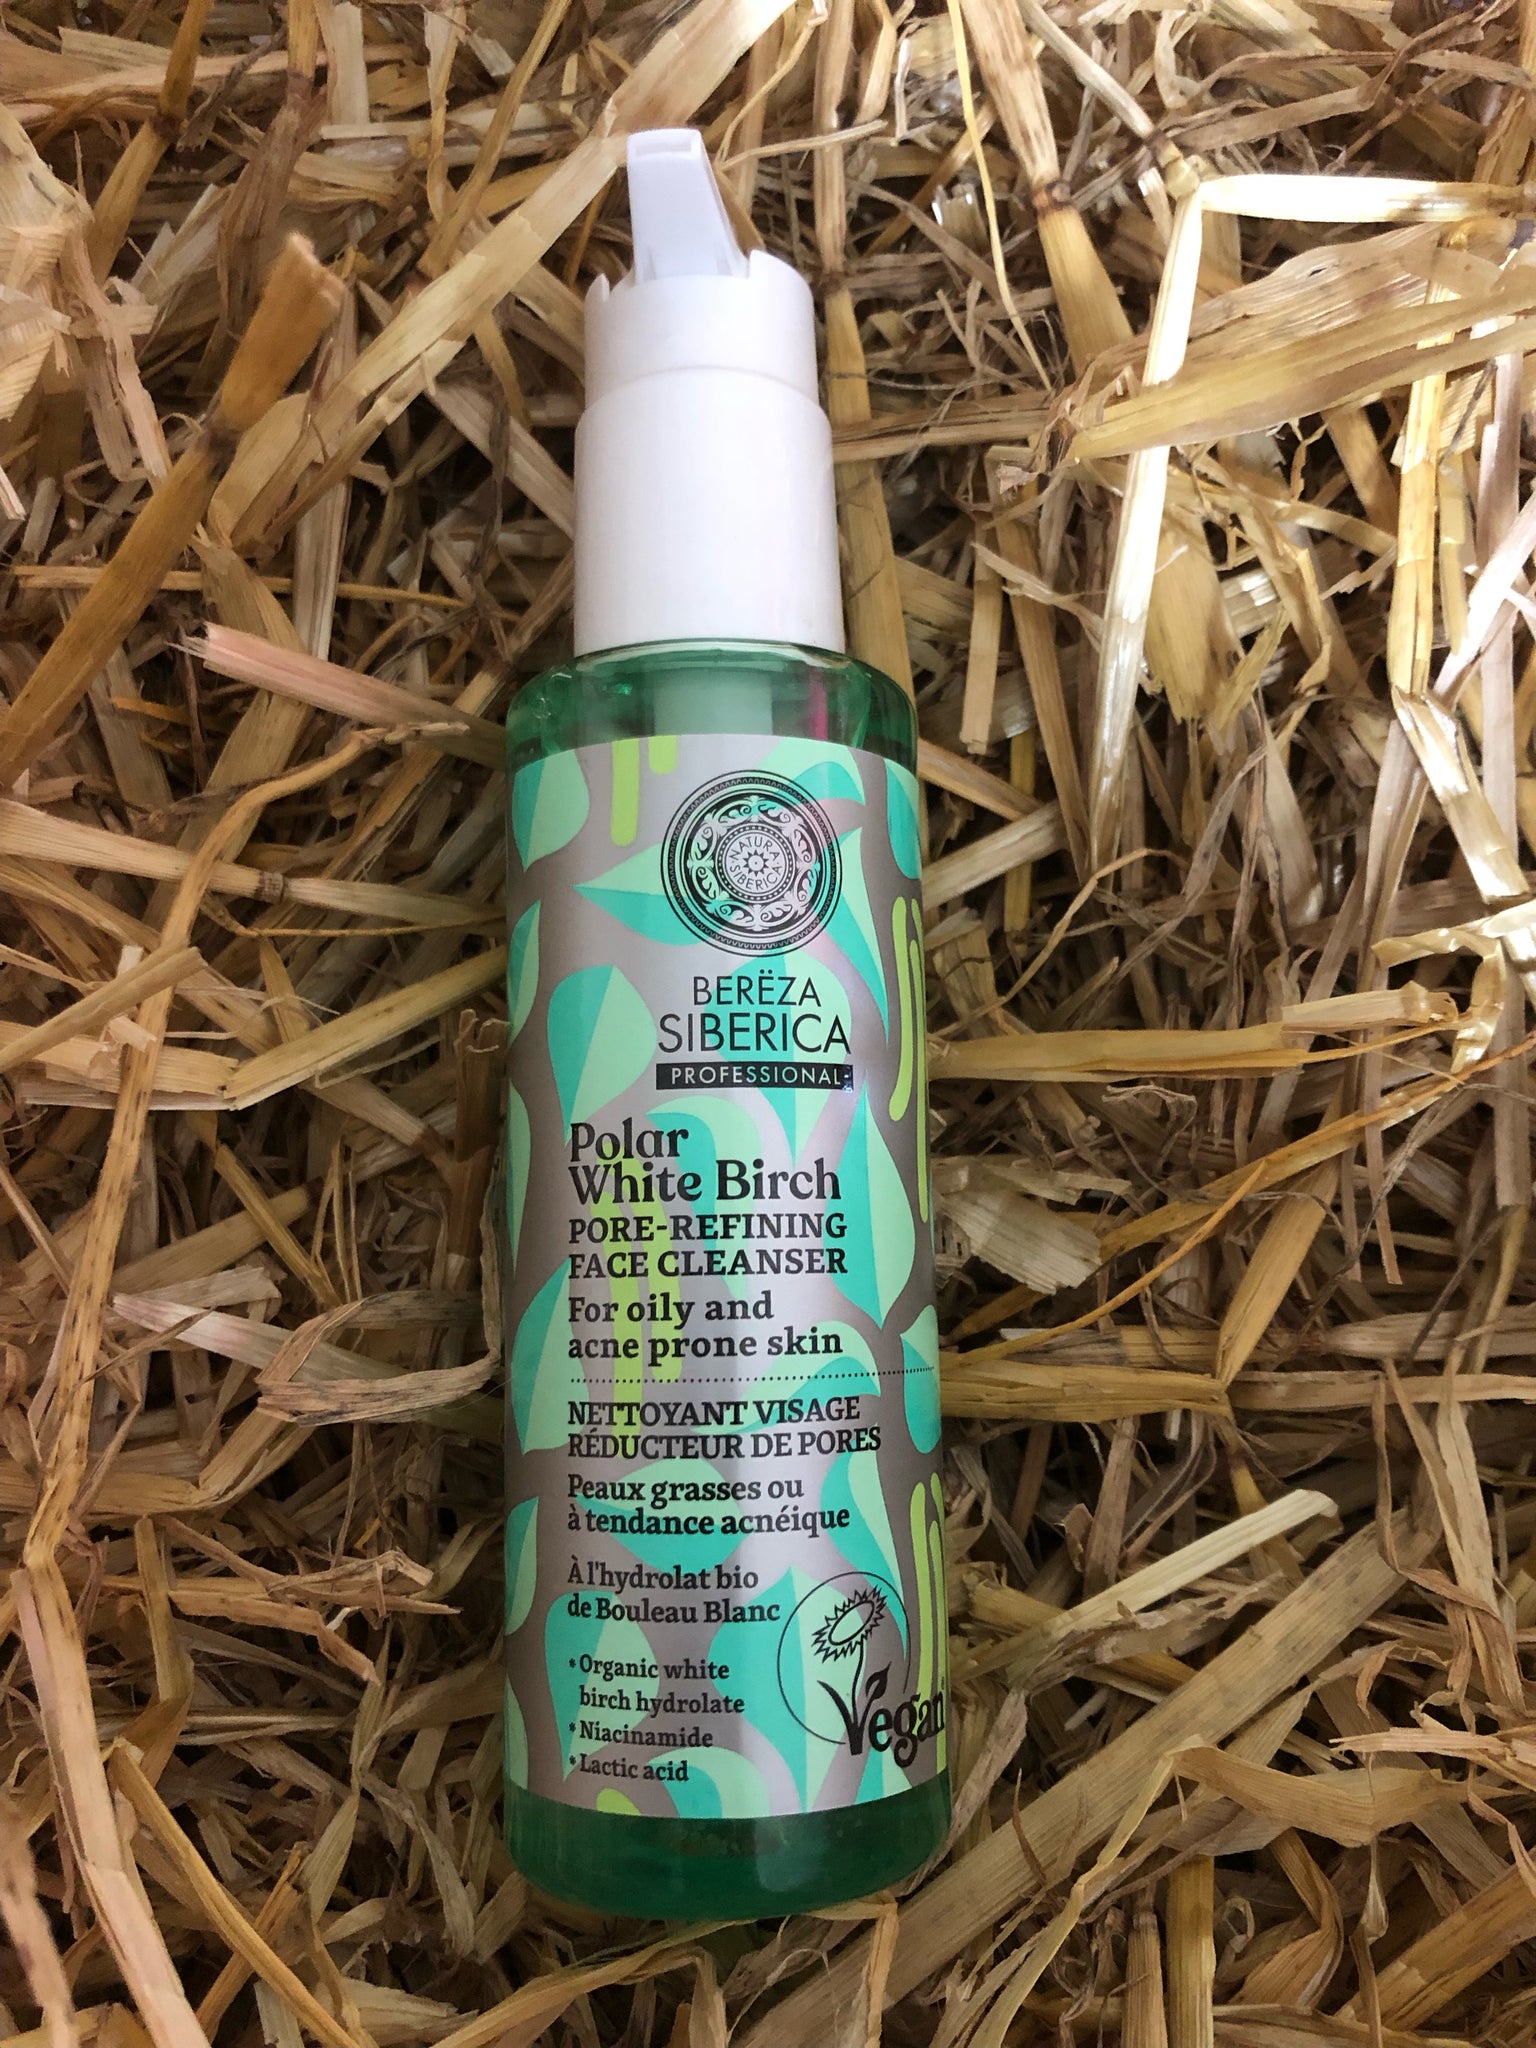 NATURA
SIBERICA
BERËZA
SIBERICA
PROFESSIONAL
Polar
White Birch
PORE-REFINING
FACE CLEANSER
For oily and
acne prone skin
NETTOYANT VISAGE
RÉDUCTEUR DE PORES
Peaux grasses ou
à tendance acnéique
À l'hydrolat bio
de Bouleau Blanc
* Organic white
birch hydrolate
* Niacinamide
* Lactic acid
Vegan